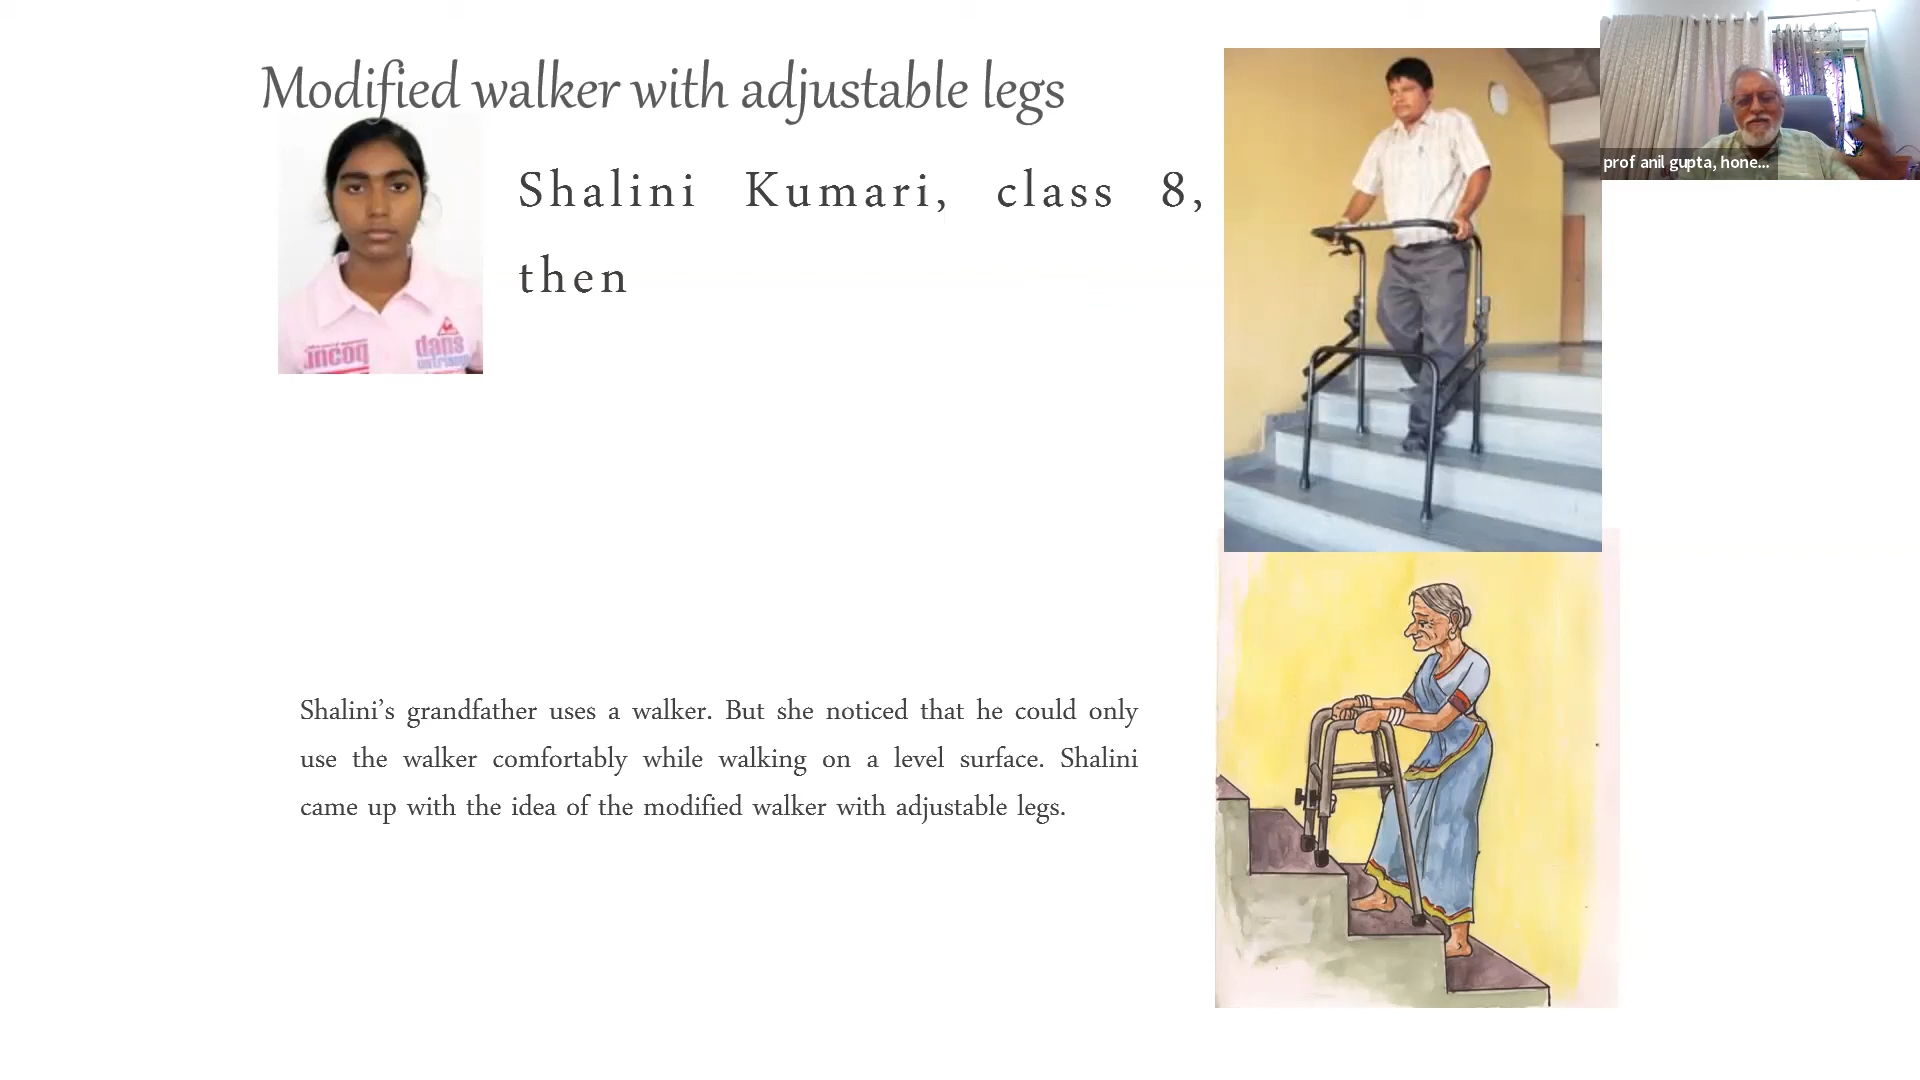 Modified walker with adjustable legs
Shalini Kumari, class 8,
then
prof anil gupta, hone...
incoq
dans
Shalini's grandfather uses a walker. But she noticed that he could only
use the walker comfortably while walking on a level surface. Shalini
came up with the idea of the modified walker with adjustable legs.